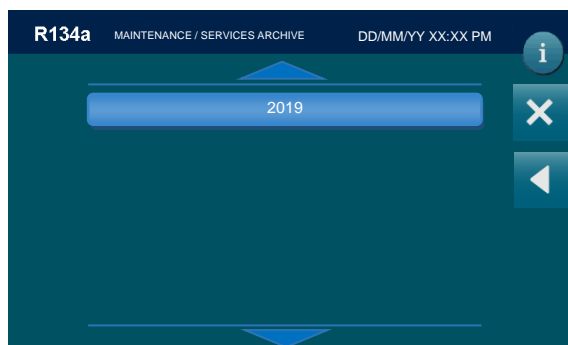 R134a MAINTENANCE / SERVICES ARCHIVE DD/MM/YY XX:XX PM
i
2019